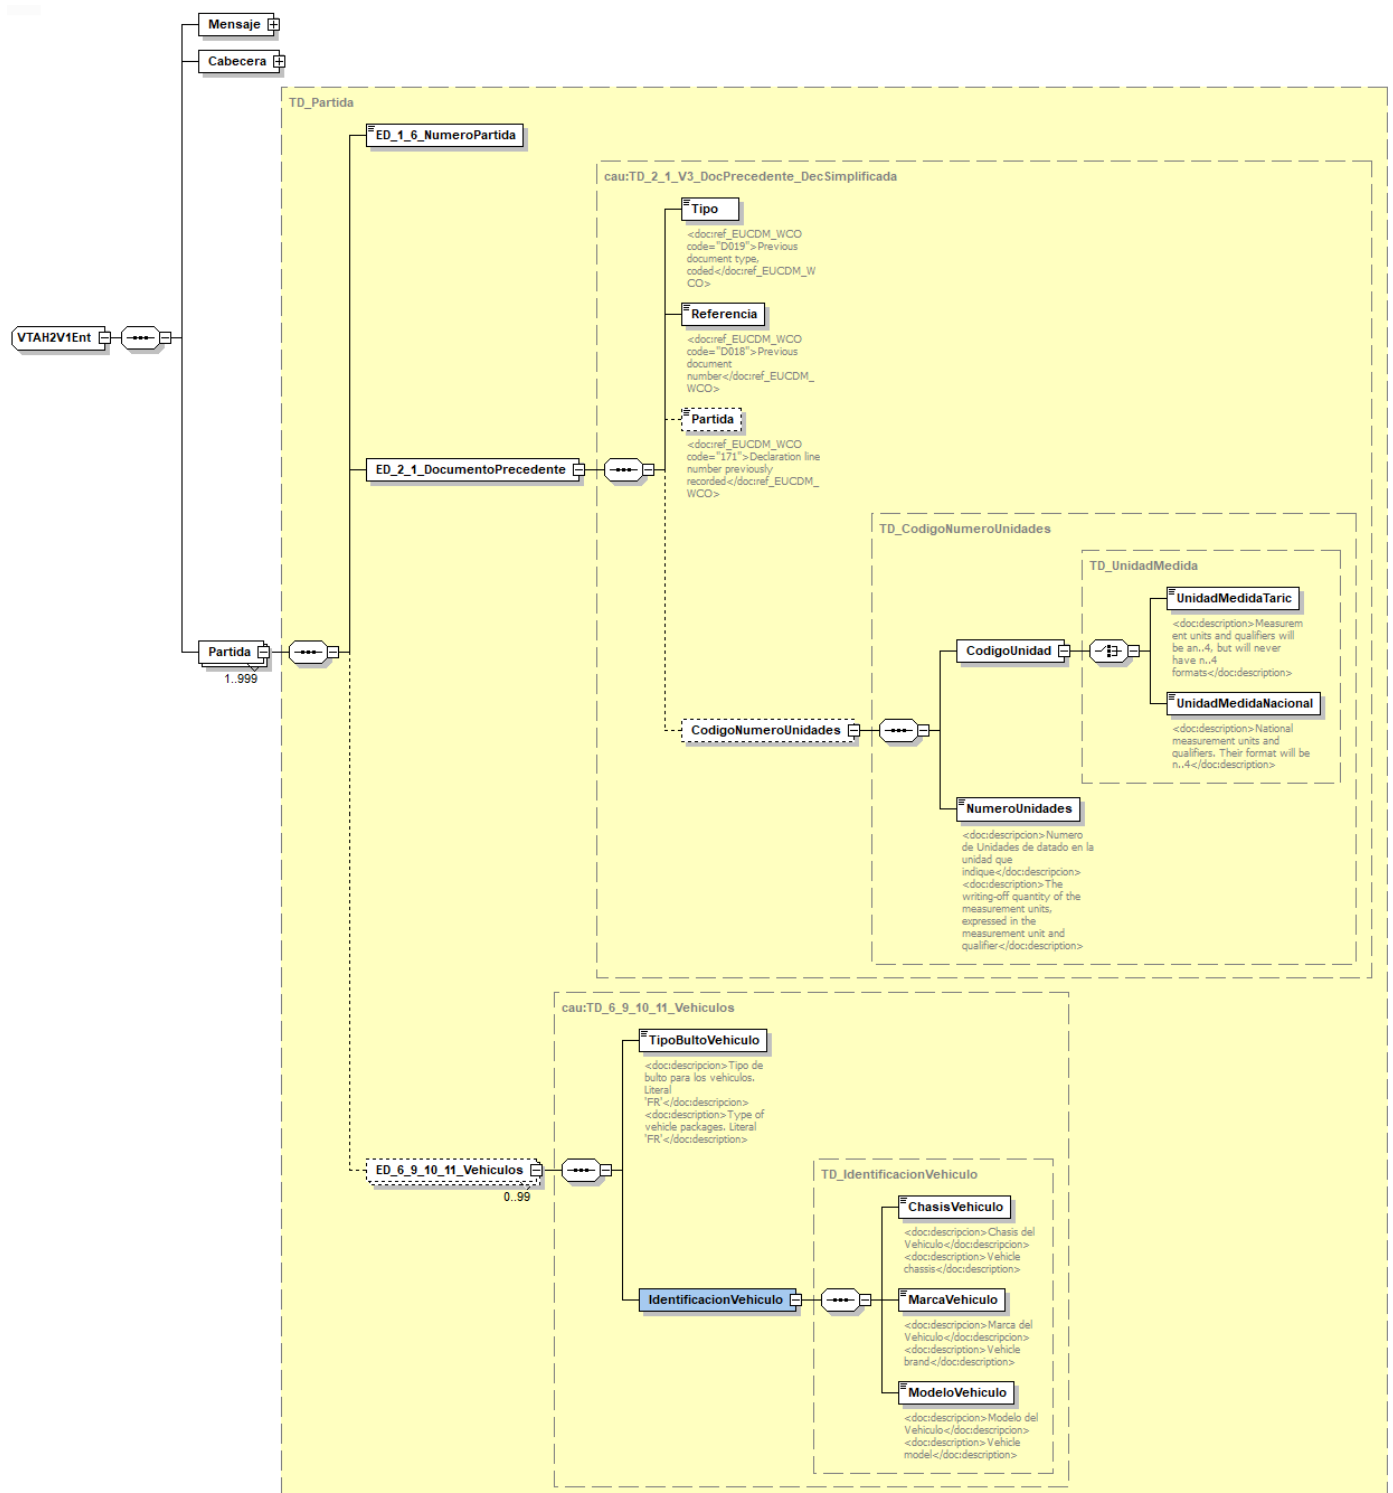 Mensaje
Cabecera
TD_Partida
ED_1_6_NumeroPartida
cau:TD_2_1_V3_DocPrecedente_DecSimplificada
Tipo
<doc:ref_EUCDM_WCO
code="D019">Previous
document type,
coded</doc:ref_EUCDM_W
CO>
Referencia
<doc:ref_EUCDM_WCO
code="D018">Previous
document
number</doc:ref_EUCDM_
WCO>
VTAH2V1Ent
Partida
<doc:ref_EUCDM_WCO
code="171">Declaration line
number previously
recorded</doc:ref_EUCDM_
WCO>
ED_2_1_DocumentoPrecedente
TD_CodigoNumeroUnidades
TD_UnidadMedida
UnidadMedidaTaric
<doc:description>Measurem
ent units and qualifiers will
be an..4, but will never
have n..4
formats</doc:description>
CodigoUnidad
Partida
1..999
UnidadMedidaNacional
<doc:description>National
measurement units and
qualifiers. Their format will be
n..4</doc:description>
CodigoNumeroUnidades
NumeroUnidades
<doc:descripcion>Numero
de Unidades de datado en la
unidad que
indique</doc:descripcion>
<doc:description>The
writing-off quantity of the
measurement units,
expressed in the
measurement unit and
qualifier</doc:description>
cau:TD_6_9_10_11_Vehiculos
TipoBultoVehiculo
<doc:descripcion>Tipo de
bulto para los vehiculos.
Literal
'FR'</doc:descripcion>
<doc:description>Type of
vehicle packages. Literal
'FR'</doc:description>
ED_6_9_10_11_Vehiculos
0..99
TD_IdentificacionVehiculo
ChasisVehiculo
<doc:descripcion>Chasis del
Vehiculo</doc:descripcion>
<doc:description>Vehicle
chassis</doc:description>
IdentificacionVehiculo
MarcaVehiculo
<doc:descripcion>Marca del
Vehiculo</doc:descripcion>
<doc:description>Vehicle
brand</doc:description>
ModeloVehiculo
<doc:descripcion>Modelo del
Vehiculo</doc:descripcion>
<doc:description>Vehicle
model</doc:description>